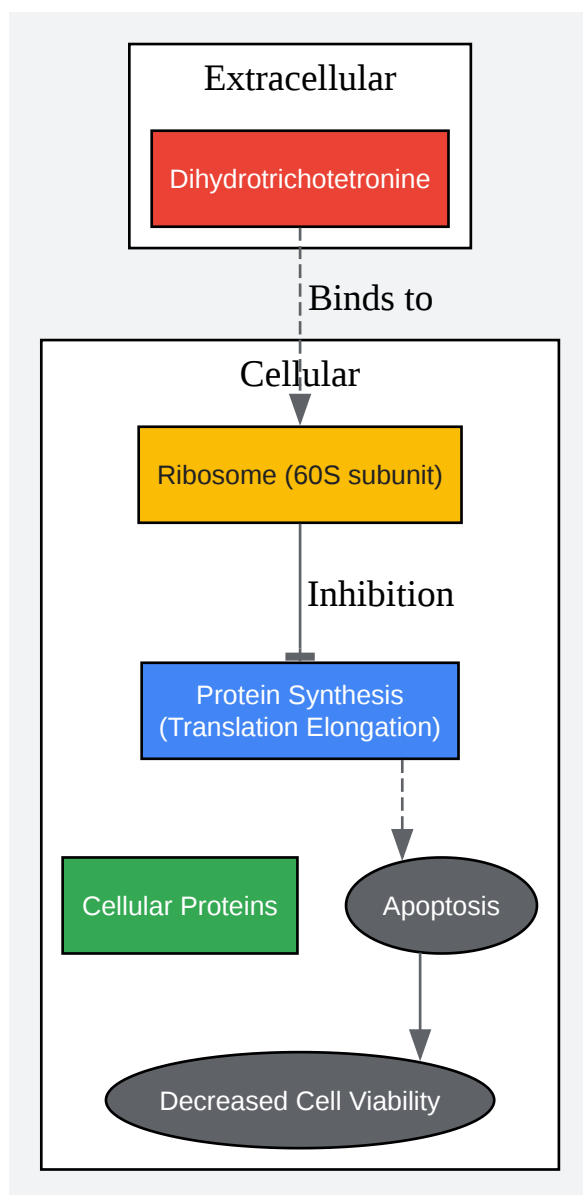 Extracellular
Dihydrotrichotetronine
Binds to
Cellular
Ribosome (60S subunit)
Inhibition
Protein Synthesis
(Translation Elongation)
Cellular Proteins
Apoptosis
Decreased Cell Viability